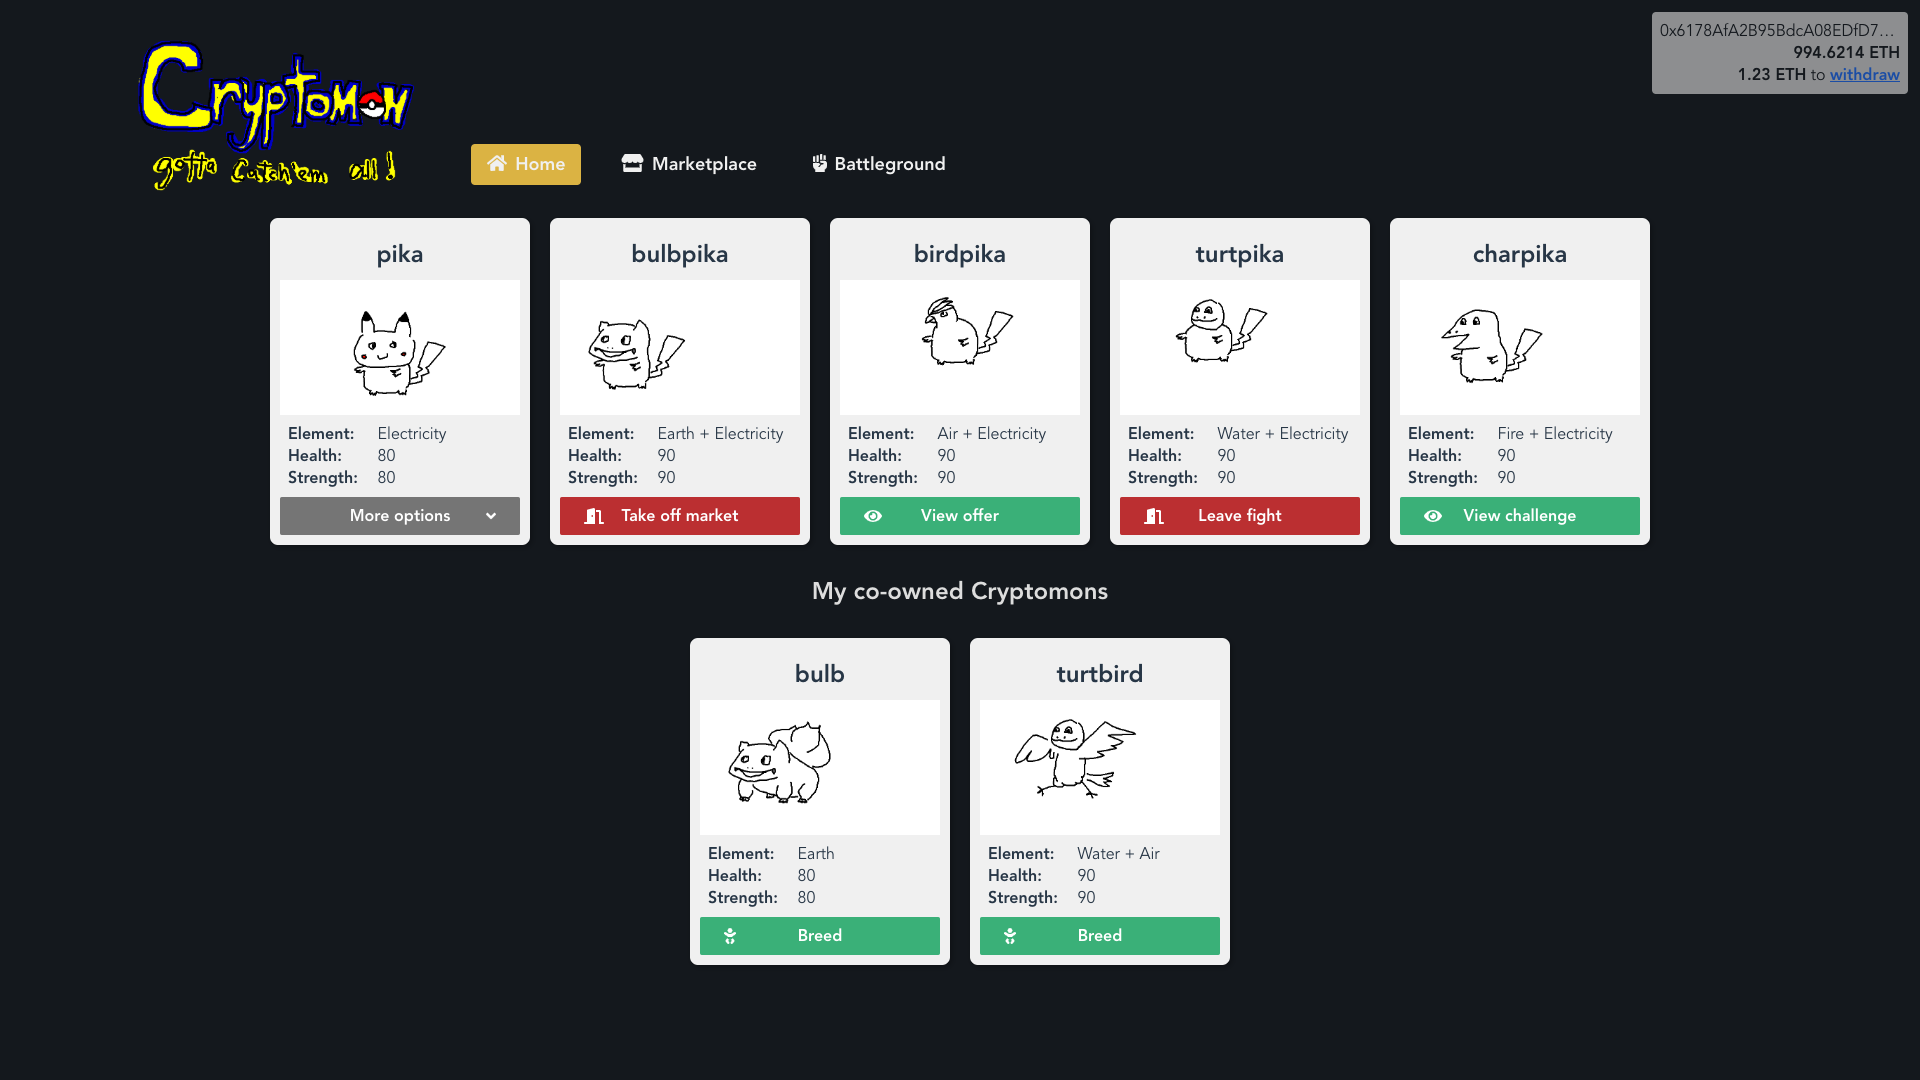 0x6178AfA2B95BdcA08EDfD7...
994.6214 ETH
1.23 ETH to withdraw
Cryptomon
gotta Catch'em all!
Home
Marketplace
Battleground
pika
Element: Electricity
Health: 80
Strength: 80
More options
bulbpika
Element: Earth + Electricity
Health: 90
Strength: 90
Take off market
birdpika
Element: Air + Electricity
Health: 90
Strength: 90
View offer
turtpika
Element: Water + Electricity
Health: 90
Strength: 90
Leave fight
charpika
Element: Fire + Electricity
Health: 90
Strength: 90
View challenge
My co-owned Cryptomons
bulb
Element: Earth
Health: 80
Strength: 80
Breed
turtbird
Element: Water + Air
Health: 90
Strength: 90
Breed